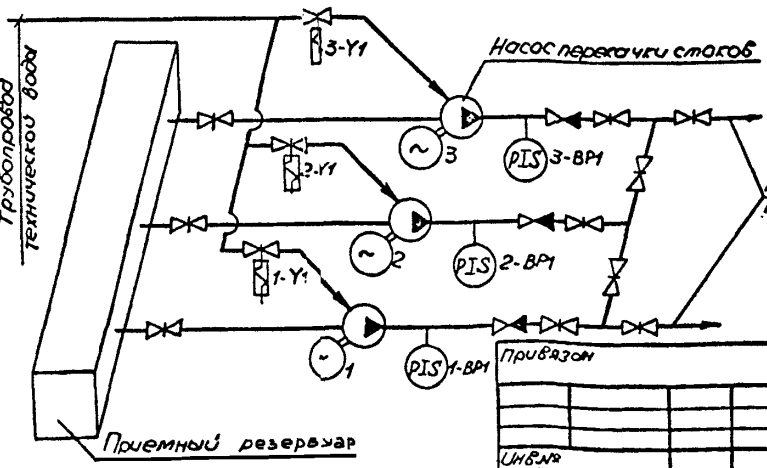 Трубопровод
технической воды
3-Y1
Насос перекачки стоков
~
3
PIS
3-BP1
2-Y1
~
2
PIS
2-BP1
1-Y1
~
1
PIS
1-BP1
Привязан
Инв.№
Приемный резервуар